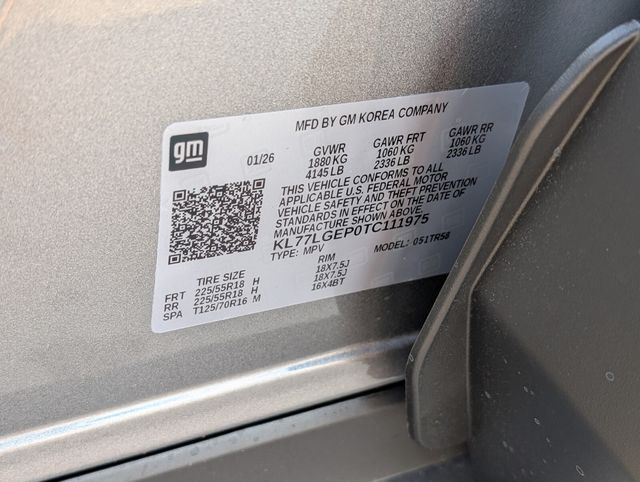 MFD BY GM KOREA COMPANY
gm
01/26
GVWR
1880 KG
4145 LB
GAWR FRT
1060 KG
2336 LB
GAWR RR
1060 KG
2336 LB
THIS VEHICLE CONFORMS TO ALL
APPLICABLE U.S. FEDERAL MOTOR
VEHICLE SAFETY AND THEFT PREVENTION
STANDARDS IN EFFECT ON THE DATE OF
MANUFACTURE SHOWN ABOVE.
KL77LGEP0TC111975
TYPE: MPV
MODEL: 051TR58
TIRE SIZE
RIM
FRT 225/55R18 H 18X7.5J
RR 225/55R18 H 18X7.5J
SPA T125/70R16 M 16X4BT